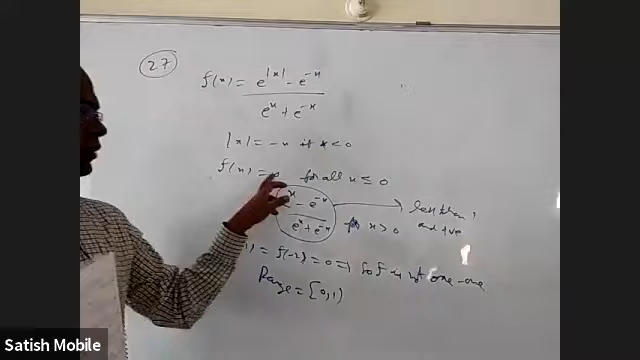 27
f(x) = e^|x| - e^-x / e^x + e^-x
|x| = -x if x < 0
f(x) = for all x ≤ 0
e^x - e^-x / e^x + e^-x for x > 0 → less than 1 and +ve
1) = f(-2) = 0 ⇒ So f is not one-one
Range = [0,1)
Satish Mobile